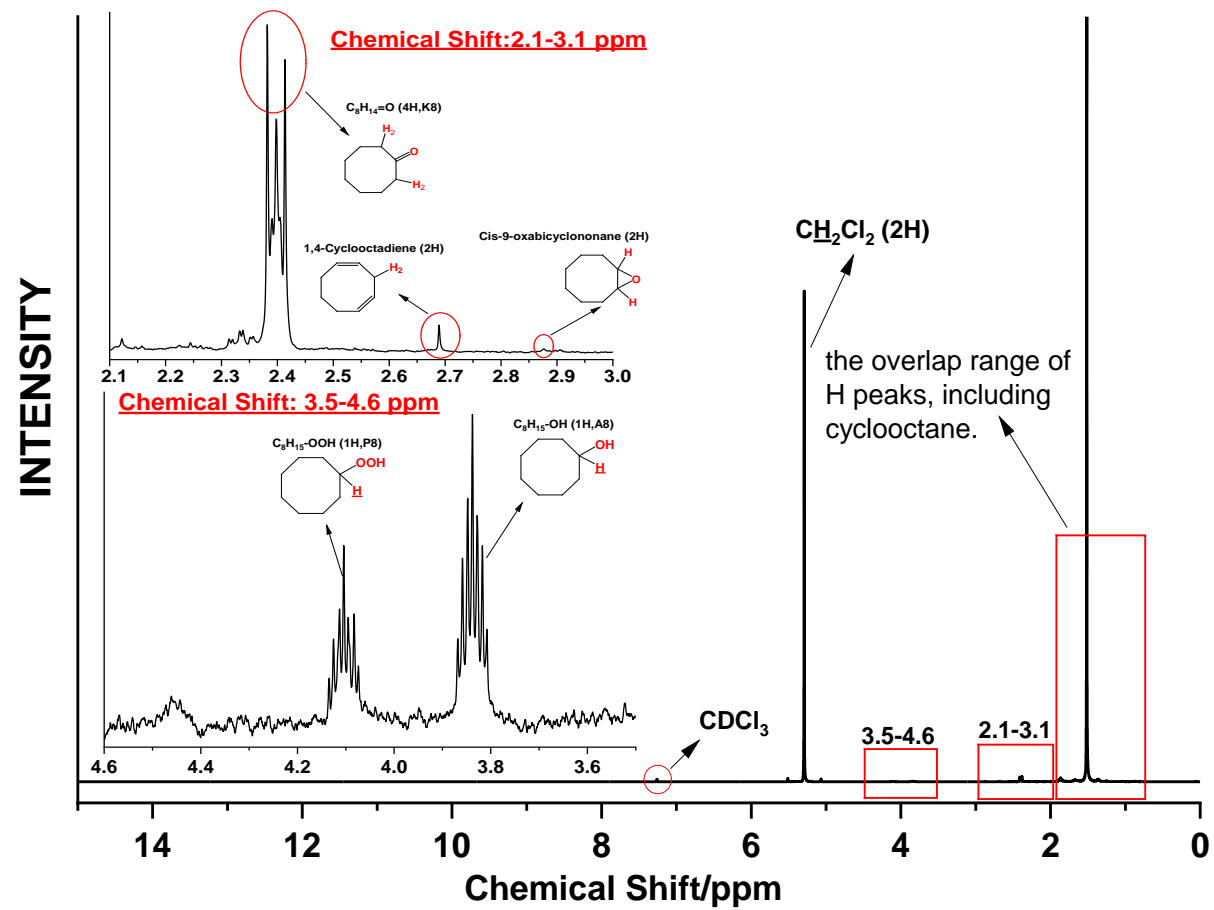 Chemical Shift:2.1-3.1 ppm
C₈H₁₄=O (4H,K8)
H₂
O
H₂
1,4-Cyclooctadiene (2H)
H₂
Cis-9-oxabicyclononane (2H)
H
O
H
2.1 2.2 2.3 2.4 2.5 2.6 2.7 2.8 2.9 3.0
Chemical Shift: 3.5-4.6 ppm
C₈H₁₅-OOH (1H,P8)
OOH
H
C₈H₁₅-OH (1H,A8)
OH
H
4.6 4.4 4.2 4.0 3.8 3.6
CH₂Cl₂ (2H)
the overlap range of
H peaks, including
cyclooctane.
CDCl₃
3.5-4.6
2.1-3.1
INTENSITY
14 12 10 8 6 4 2 0
Chemical Shift/ppm